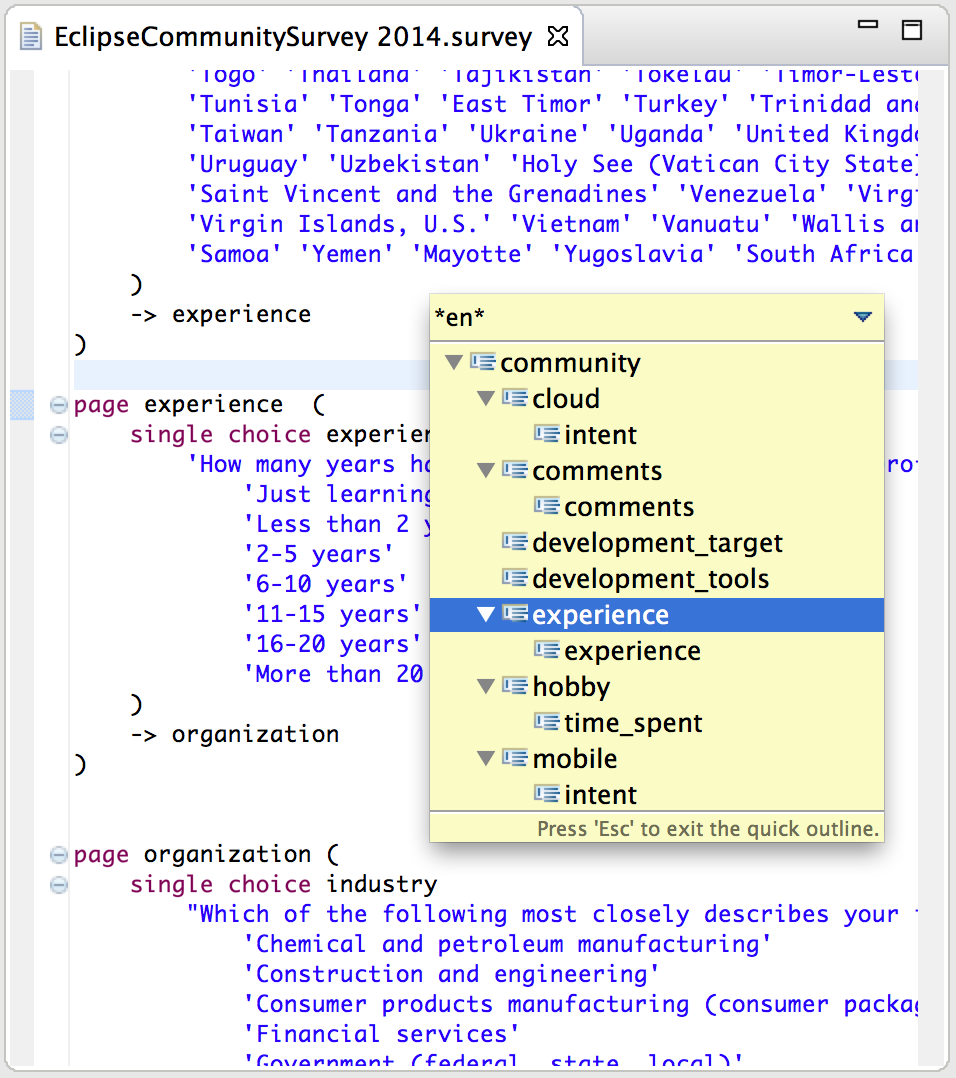 EclipseCommunitySurvey 2014.survey
'Togo' 'Thailand' 'Tajikistan' 'Tokelau' 'Timor-Leste
'Tunisia' 'Tonga' 'East Timor' 'Turkey' 'Trinidad and
'Taiwan' 'Tanzania' 'Ukraine' 'Uganda' 'United Kingdo
'Uruguay' 'Uzbekistan' 'Holy See (Vatican City State)
'Saint Vincent and the Grenadines' 'Venezuela' 'Virg
'Virgin Islands, U.S.' 'Vietnam' 'Vanuatu' 'Wallis an
'Samoa' 'Yemen' 'Mayotte' 'Yugoslavia' 'South Africa
)
-> experience
)
page experience (
single choice experien
'How many years ha
'Just learning
'Less than 2 y
'2-5 years'
'6-10 years'
'11-15 years'
'16-20 years'
'More than 20
)
-> organization
)
*en*
community
cloud
intent
comments
comments
development_target
development_tools
experience
experience
hobby
time_spent
mobile
intent
Press 'Esc' to exit the quick outline.
page organization (
single choice industry
"Which of the following most closely describes your
'Chemical and petroleum manufacturing'
'Construction and engineering'
'Consumer products manufacturing (consumer packag
'Financial services'
'Government (federal, state, local)'